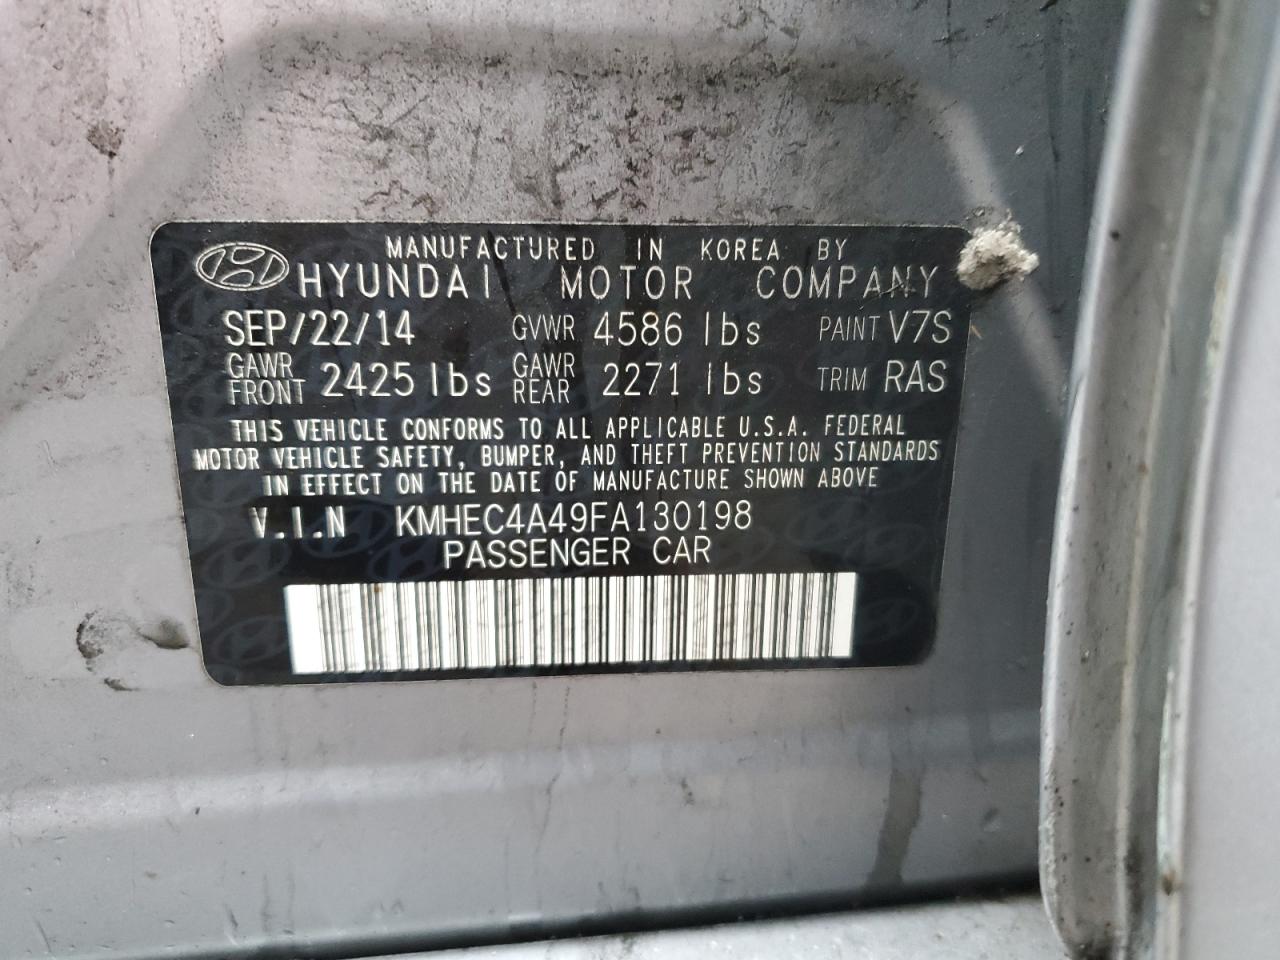 MANUFACTURED IN KOREA BY
HYUNDAI MOTOR COMPANY
SEP/22/14 GVWR 4586 lbs PAINT V7S
GAWR FRONT 2425 lbs GAWR REAR 2271 lbs TRIM RAS
THIS VEHICLE CONFORMS TO ALL APPLICABLE U.S.A. FEDERAL
MOTOR VEHICLE SAFETY, BUMPER, AND THEFT PREVENTION STANDARDS
IN EFFECT ON THE DATE OF MANUFACTURE SHOWN ABOVE
V.I.N KMHEC4A49FA130198
PASSENGER CAR